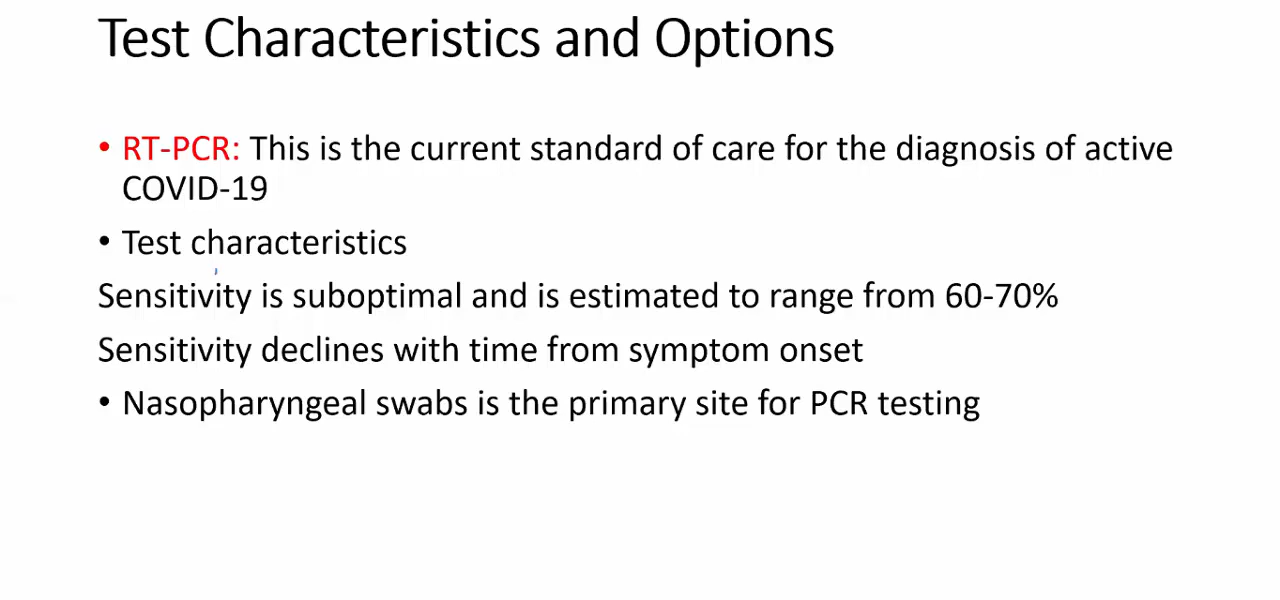 Test Characteristics and Options
• RT-PCR: This is the current standard of care for the diagnosis of active
COVID-19
• Test characteristics
Sensitivity is suboptimal and is estimated to range from 60-70%
Sensitivity declines with time from symptom onset
• Nasopharyngeal swabs is the primary site for PCR testing